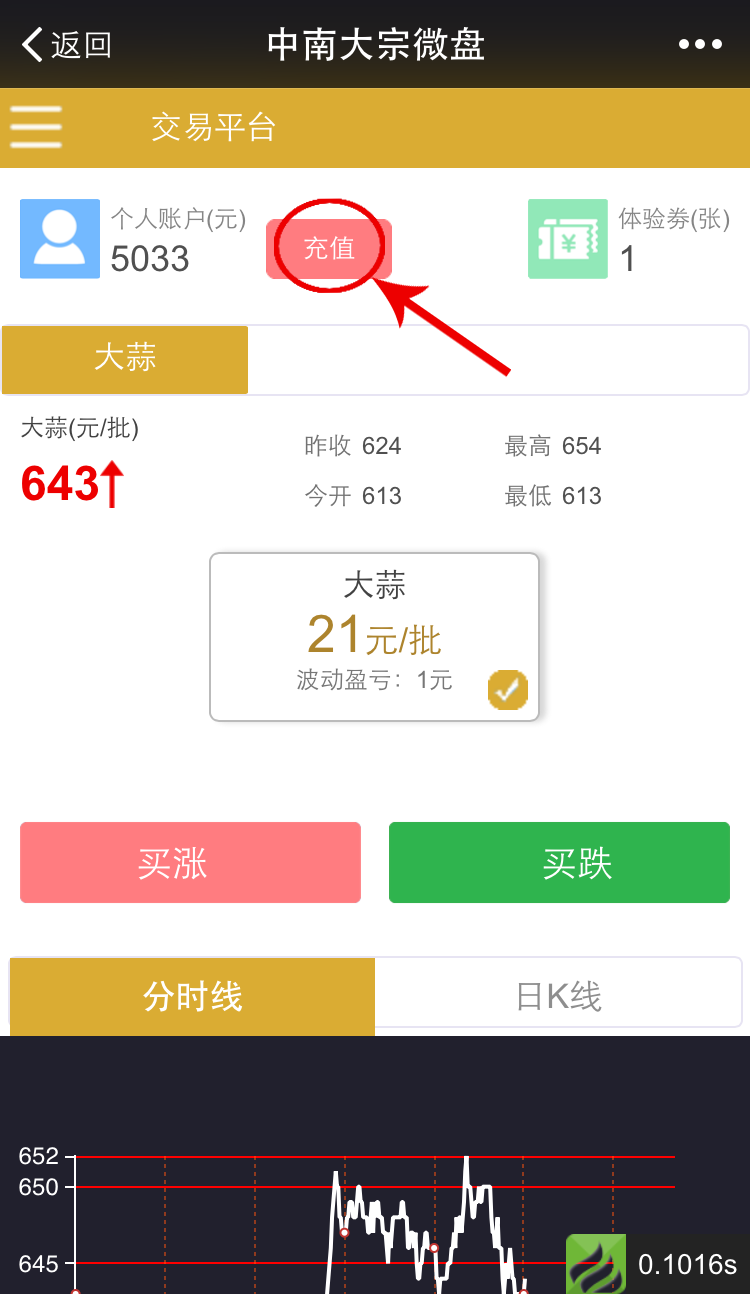 返回 中南大宗微盘
交易平台
个人账户(元)
5033
充值
体验券(张)
1
大蒜
大蒜(元/批)
643
昨收 624 最高 654
今开 613 最低 613
大蒜
21元/批
波动盈亏：1元
买涨 买跌
分时线 日K线
652
650
645
0.1016s